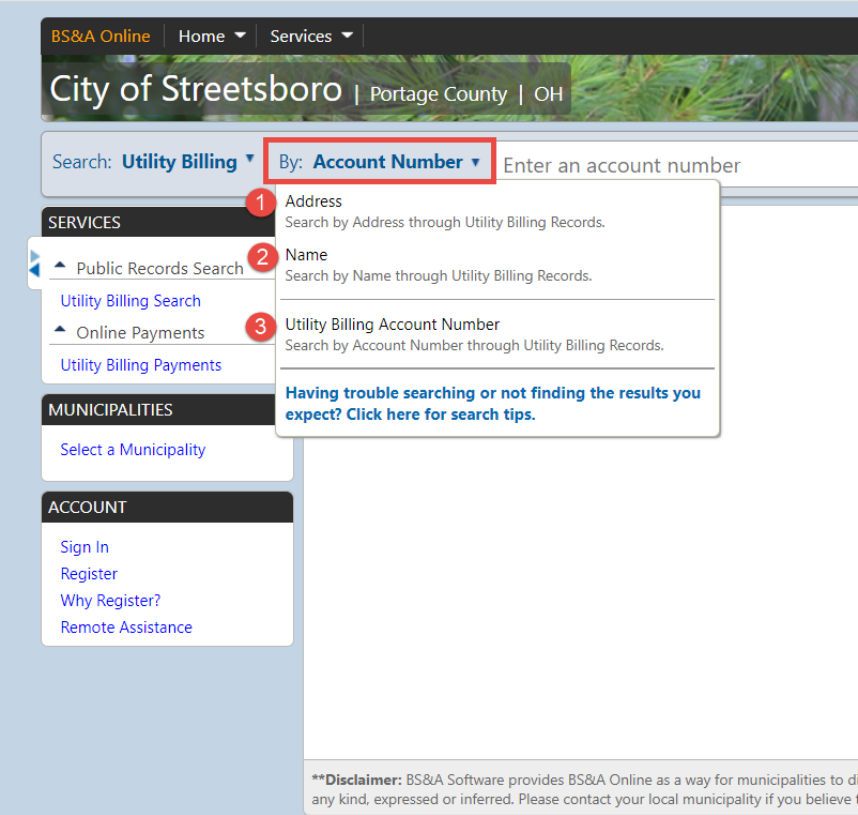 BS&A Online Home Services
City of Streetsboro | Portage County | OH
Search: Utility Billing By: Account Number Enter an account number
1 Address
Search by Address through Utility Billing Records.
2 Name
Search by Name through Utility Billing Records.
3 Utility Billing Account Number
Search by Account Number through Utility Billing Records.
Having trouble searching or not finding the results you
expect? Click here for search tips.
SERVICES
Public Records Search
Utility Billing Search
Online Payments
Utility Billing Payments
MUNICIPALITIES
Select a Municipality
ACCOUNT
Sign In
Register
Why Register?
Remote Assistance
**Disclaimer: BS&A Software provides BS&A Online as a way for municipalities to
any kind, expressed or inferred. Please contact your local municipality if you believe